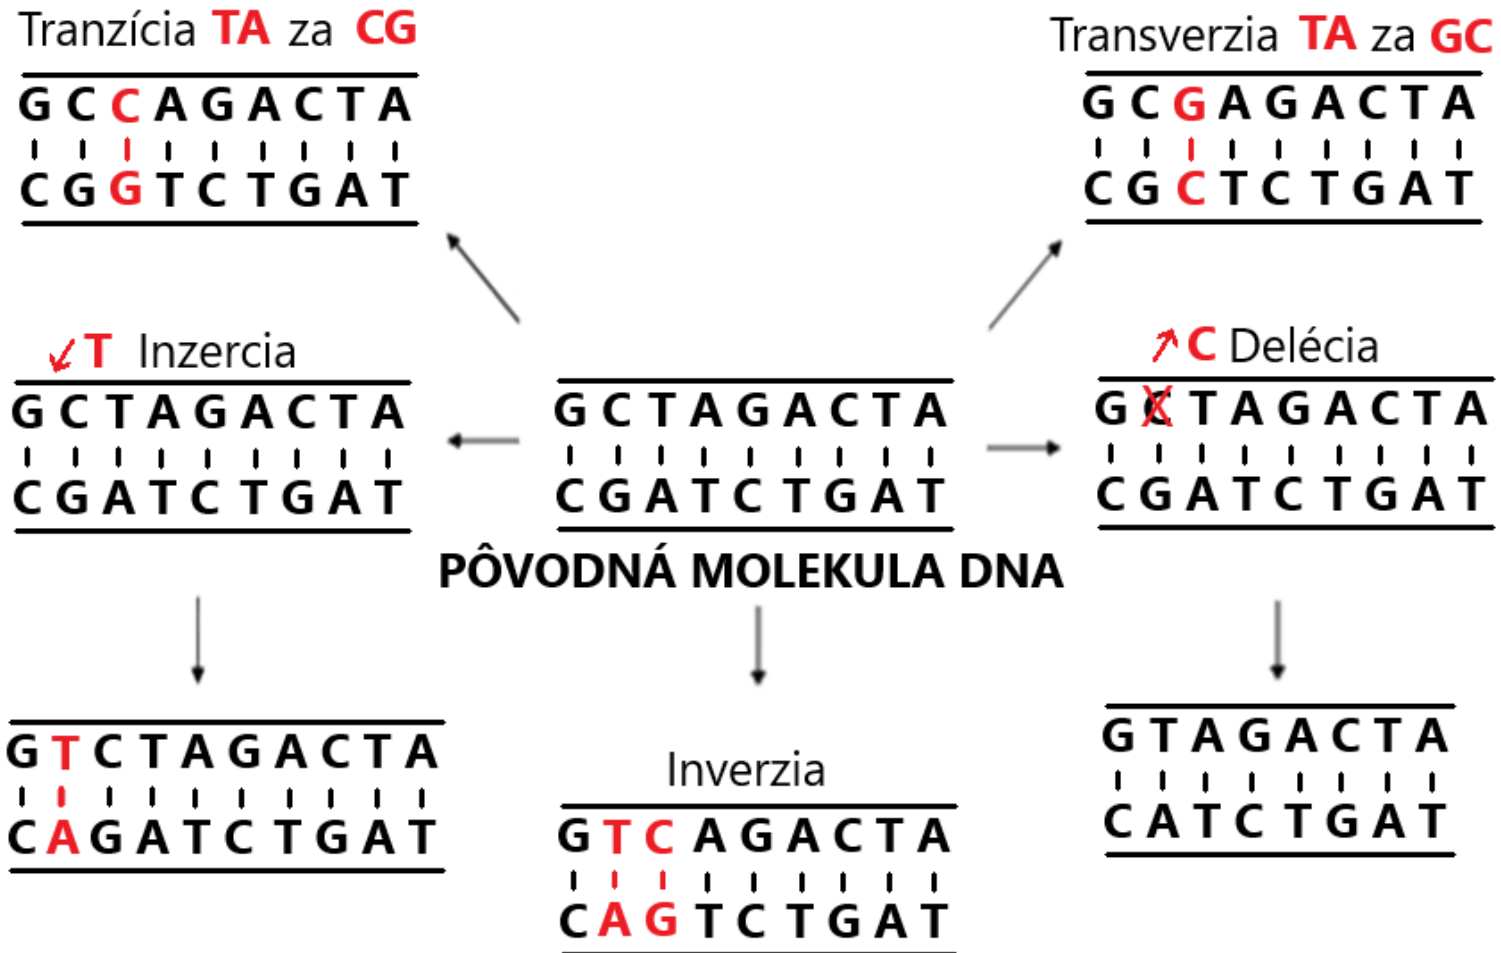 Tranzícia TA za CG
G C C A G A C T A
C G G T C T G A T
Transverzia TA za GC
G C G A G A C T A
C G C T C T G A T
T Inzercia
G C T A G A C T A
C G A T C T G A T
G C T A G A C T A
C G A T C T G A T
PÔVODNÁ MOLEKULA DNA
C Delécia
G C T A G A C T A
C G A T C T G A T
G T C T A G A C T A
C A G A T C T G A T
Inverzia
G T C A G A C T A
C A G T C T G A T
G T A G A C T A
C A T C T G A T